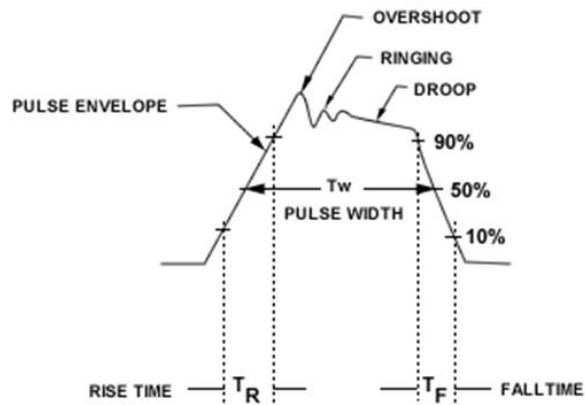 OVERSHOOT
RINGING
DROOP
PULSE ENVELOPE
90%
Tw
50%
PULSE WIDTH
10%
RISE TIME
TR
TF
FALLTIME